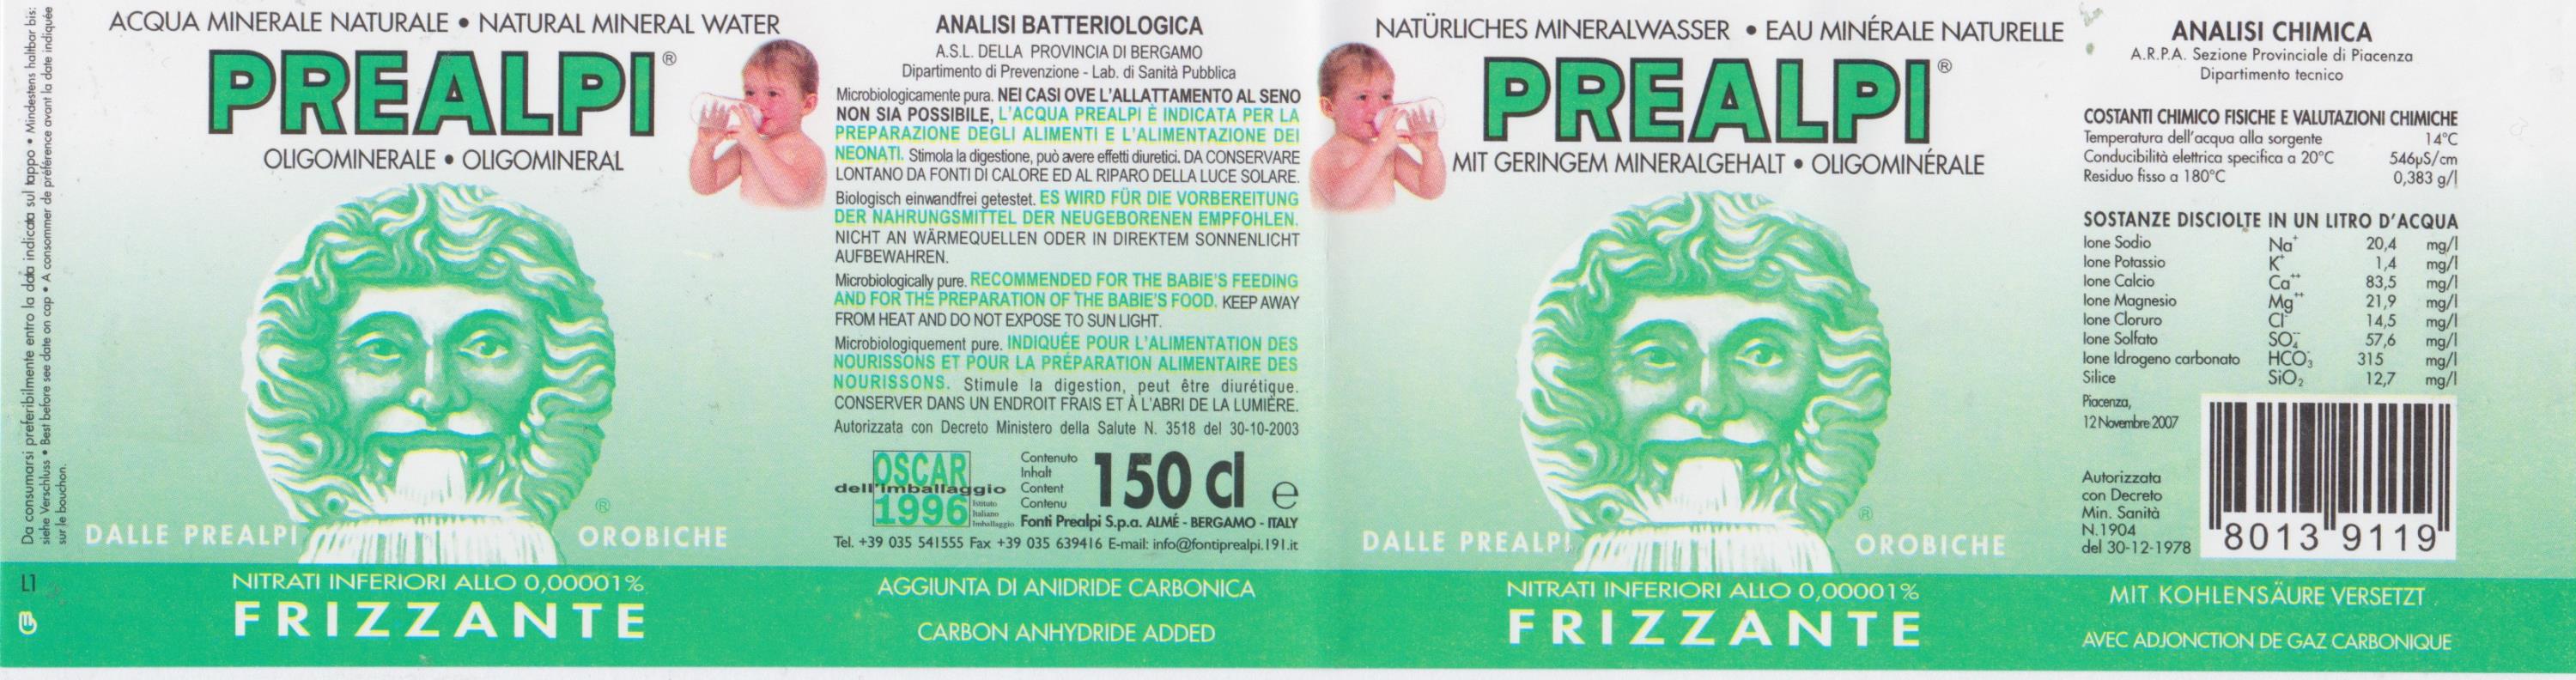 Da consumarsi preferibilmente entro la data indicata sul tappo • Mindestens haltbar bis:
siehe Verschluss • Best before see date on cap • A consommer de préférence avant la date indiquée
sur le bouchon.
L1
ACQUA MINERALE NATURALE • NATURAL MINERAL WATER
PREALPI®
OLIGOMINERALE • OLIGOMINERAL
®
DALLE PREALPI OROBICHE
NITRATI INFERIORI ALLO 0,00001%
FRIZZANTE
ANALISI BATTERIOLOGICA
A.S.L. DELLA PROVINCIA DI BERGAMO
Dipartimento di Prevenzione - Lab. di Sanità Pubblica
Microbiologicamente pura. NEI CASI OVE L'ALLATTAMENTO AL SENO
NON SIA POSSIBILE, L'ACQUA PREALPI È INDICATA PER LA
PREPARAZIONE DEGLI ALIMENTI E L'ALIMENTAZIONE DEI
NEONATI. Stimola la digestione, può avere effetti diuretici. DA CONSERVARE
LONTANO DA FONTI DI CALORE ED AL RIPARO DELLA LUCE SOLARE.
Biologisch einwandfrei getestet. ES WIRD FÜR DIE VORBEREITUNG
DER NAHRUNGSMITTEL DER NEUGEBORENEN EMPFOHLEN.
NICHT AN WÄRMEQUELLEN ODER IN DIREKTEM SONNENLICHT
AUFBEWAHREN.
Microbiologically pure. RECOMMENDED FOR THE BABIE'S FEEDING
AND FOR THE PREPARATION OF THE BABIE'S FOOD. KEEP AWAY
FROM HEAT AND DO NOT EXPOSE TO SUN LIGHT.
Microbiologiquement pure. INDIQUÉE POUR L'ALIMENTATION DES
NOURISSONS ET POUR LA PRÉPARATION ALIMENTAIRE DES
NOURISSONS. Stimule la digestion, peut être diurétique.
CONSERVER DANS UN ENDROIT FRAIS ET À L'ABRI DE LA LUMIÈRE.
Autorizzata con Decreto Ministero della Salute N. 3518 del 30-10-2003
OSCAR
dell'imballaggio
1996
Istituto
Italiano
Imballaggio
Contenuto
Inhalt
Content
Contenu
150 cl e
Fonti Prealpi S.p.a. ALMÉ - BERGAMO - ITALY
Tel. +39 035 541555 Fax +39 035 639416 E-mail: info@fontiprealpi.191.it
AGGIUNTA DI ANIDRIDE CARBONICA
CARBON ANHYDRIDE ADDED
NATÜRLICHES MINERALWASSER • EAU MINÉRALE NATURELLE
PREALPI®
MIT GERINGEM MINERALGEHALT • OLIGOMINÉRALE
®
DALLE PREALPI OROBICHE
NITRATI INFERIORI ALLO 0,00001%
FRIZZANTE
ANALISI CHIMICA
A.R.P.A. Sezione Provinciale di Piacenza
Dipartimento tecnico
COSTANTI CHIMICO FISICHE E VALUTAZIONI CHIMICHE
Temperatura dell'acqua alla sorgente 14°C
Conducibilità elettrica specifica a 20°C 546µS/cm
Residuo fisso a 180°C 0,383 g/l
SOSTANZE DISCIOLTE IN UN LITRO D'ACQUA
Ione Sodio Na⁺ 20,4 mg/l
Ione Potassio K⁺ 1,4 mg/l
Ione Calcio Ca⁺⁺ 83,5 mg/l
Ione Magnesio Mg⁺⁺ 21,9 mg/l
Ione Cloruro Cl⁻ 14,5 mg/l
Ione Solfato SO₄⁻⁻ 57,6 mg/l
Ione Idrogeno carbonato HCO₃⁻ 315 mg/l
Silice SiO₂ 12,7 mg/l
Piacenza,
12 Novembre 2007
Autorizzata
con Decreto
Min. Sanità
N.1904
del 30-12-1978
8013 9119
MIT KOHLENSÄURE VERSETZT
AVEC ADJONCTION DE GAZ CARBONIQUE